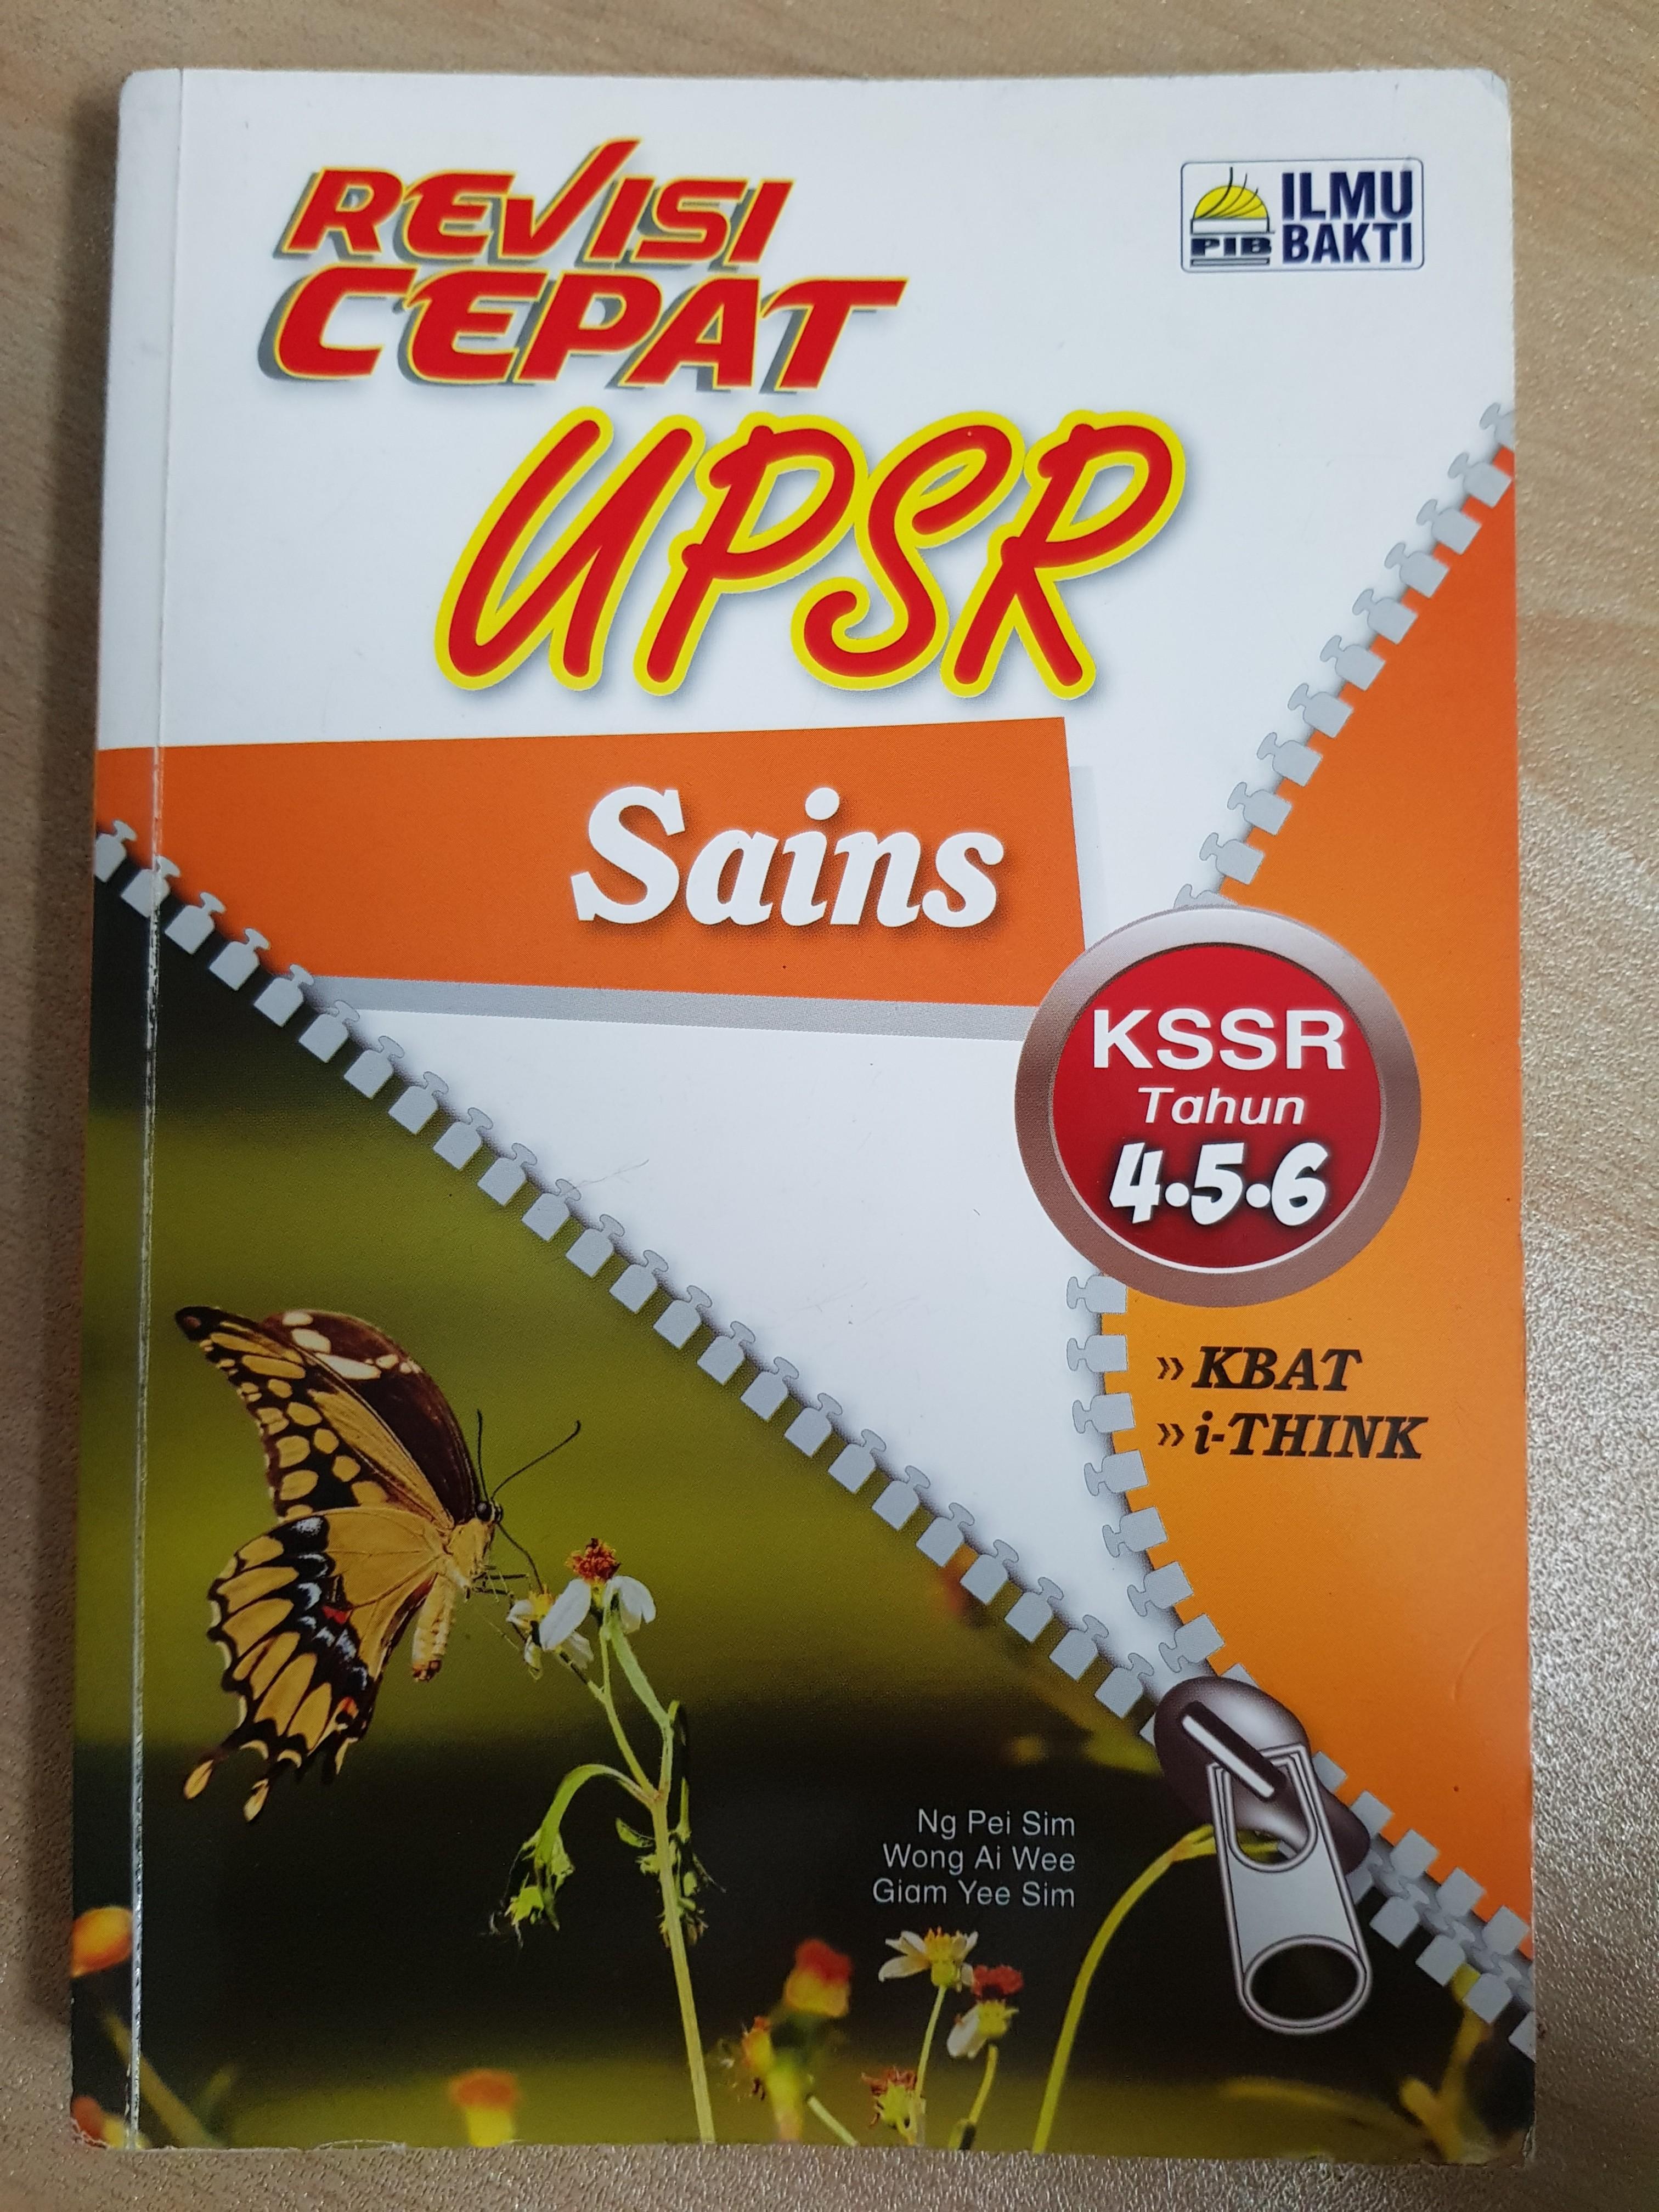 REVISI
CEPAT
UPSR
PIB
ILMU
BAKTI
Sains
KSSR
Tahun
4•5•6
» KBAT
» i-THINK
Ng Pei Sim
Wong Ai Wee
Giam Yee Sim